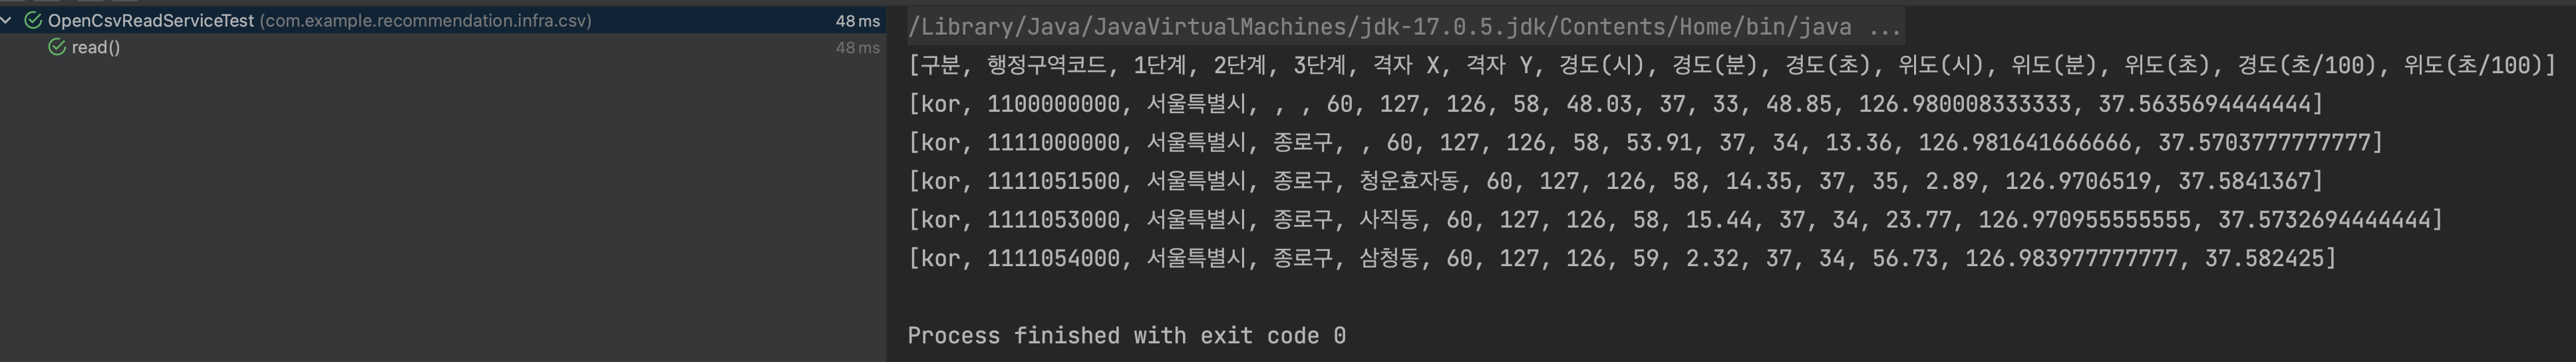 OpenCsvReadServiceTest (com.example.recommendation.infra.csv) 48 ms
read() 48 ms
/Library/Java/JavaVirtualMachines/jdk-17.0.5.jdk/Contents/Home/bin/java ...
[구분, 행정구역코드, 1단계, 2단계, 3단계, 격자 X, 격자 Y, 경도(시), 경도(분), 경도(초), 위도(시), 위도(분), 위도(초), 경도(초/100), 위도(초/100)]
[kor, 1100000000, 서울특별시, , , 60, 127, 126, 58, 48.03, 37, 33, 48.85, 126.980008333333, 37.5635694444444]
[kor, 1111000000, 서울특별시, 종로구, , 60, 127, 126, 58, 53.91, 37, 34, 13.36, 126.981641666666, 37.5703777777777]
[kor, 1111051500, 서울특별시, 종로구, 청운효자동, 60, 127, 126, 58, 14.35, 37, 35, 2.89, 126.9706519, 37.5841367]
[kor, 1111053000, 서울특별시, 종로구, 사직동, 60, 127, 126, 58, 15.44, 37, 34, 23.77, 126.970955555555, 37.5732694444444]
[kor, 1111054000, 서울특별시, 종로구, 삼청동, 60, 127, 126, 59, 2.32, 37, 34, 56.73, 126.983977777777, 37.582425]
Process finished with exit code 0